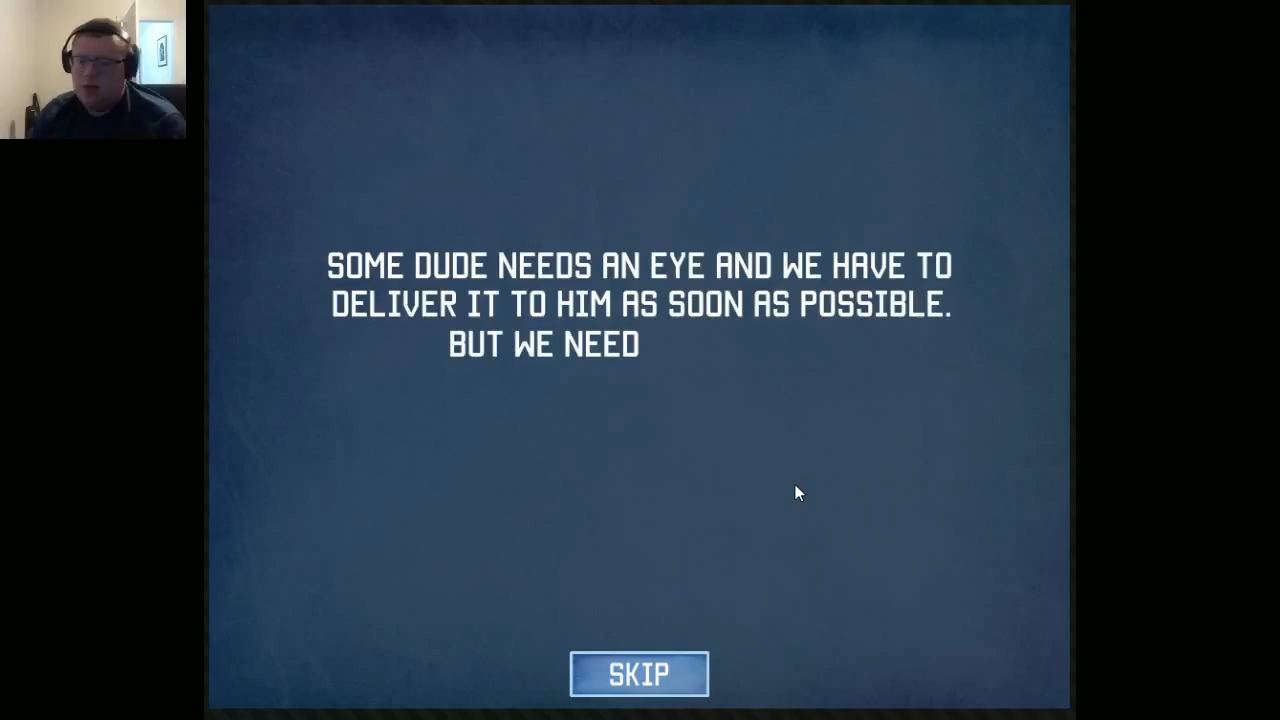 SOME DUDE NEEDS AN EYE AND WE HAVE TO
DELIVER IT TO HIM AS SOON AS POSSIBLE.
BUT WE NEED
SKIP